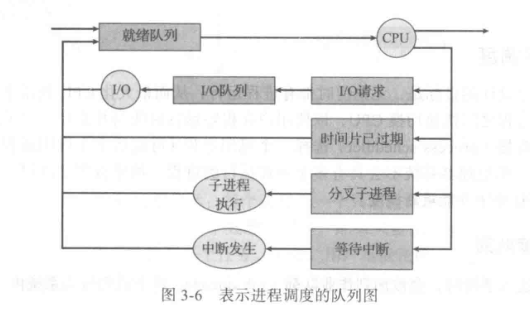 就绪队列
CPU
I/O
I/O队列
I/O请求
时间片已过期
子进程
执行
分叉子进程
中断发生
等待中断
图 3-6 表示进程调度的队列图